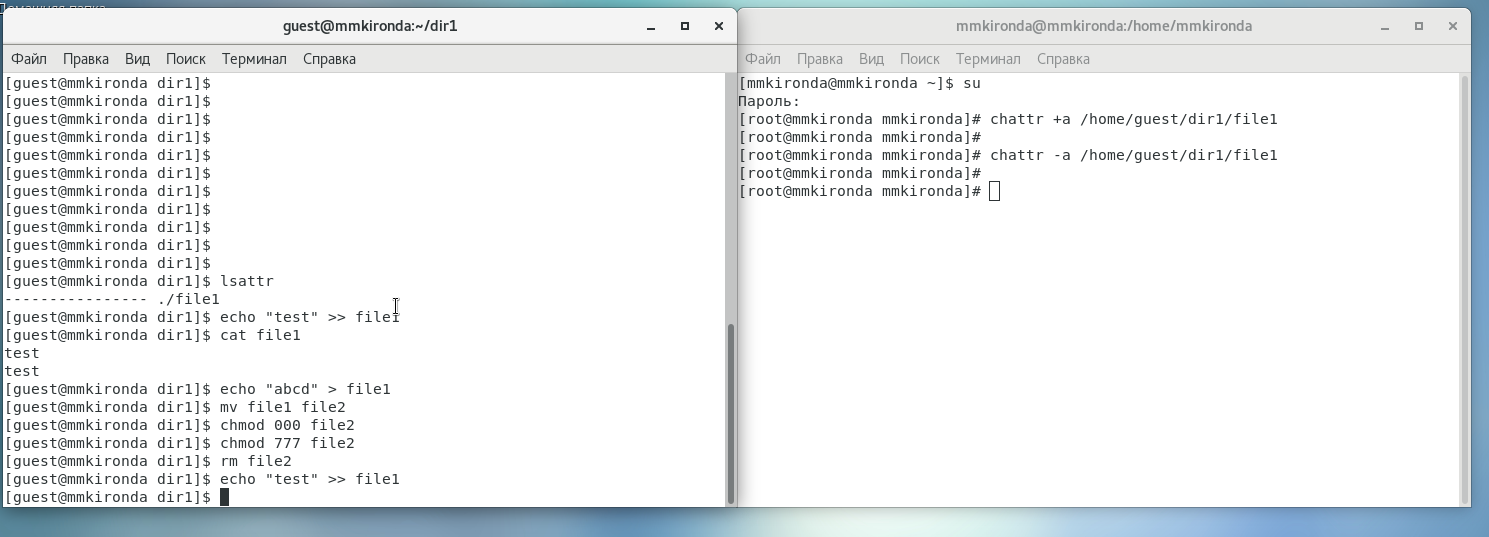 guest@mmkironda:~/dir1
Файл Правка Вид Поиск Терминал Справка
[guest@mmkironda dir1]$
[guest@mmkironda dir1]$
[guest@mmkironda dir1]$
[guest@mmkironda dir1]$
[guest@mmkironda dir1]$
[guest@mmkironda dir1]$
[guest@mmkironda dir1]$
[guest@mmkironda dir1]$
[guest@mmkironda dir1]$
[guest@mmkironda dir1]$
[guest@mmkironda dir1]$
[guest@mmkironda dir1]$ lsattr
---------------- ./file1
[guest@mmkironda dir1]$ echo "test" >> file1
[guest@mmkironda dir1]$ cat file1
test
test
[guest@mmkironda dir1]$ echo "abcd" > file1
[guest@mmkironda dir1]$ mv file1 file2
[guest@mmkironda dir1]$ chmod 000 file2
[guest@mmkironda dir1]$ chmod 777 file2
[guest@mmkironda dir1]$ rm file2
[guest@mmkironda dir1]$ echo "test" >> file1
[guest@mmkironda dir1]$
mmkironda@mmkironda:/home/mmkironda
Файл Правка Вид Поиск Терминал Справка
[mmkironda@mmkironda ~]$ su
Пароль:
[root@mmkironda mmkironda]# chattr +a /home/guest/dir1/file1
[root@mmkironda mmkironda]#
[root@mmkironda mmkironda]# chattr -a /home/guest/dir1/file1
[root@mmkironda mmkironda]#
[root@mmkironda mmkironda]#